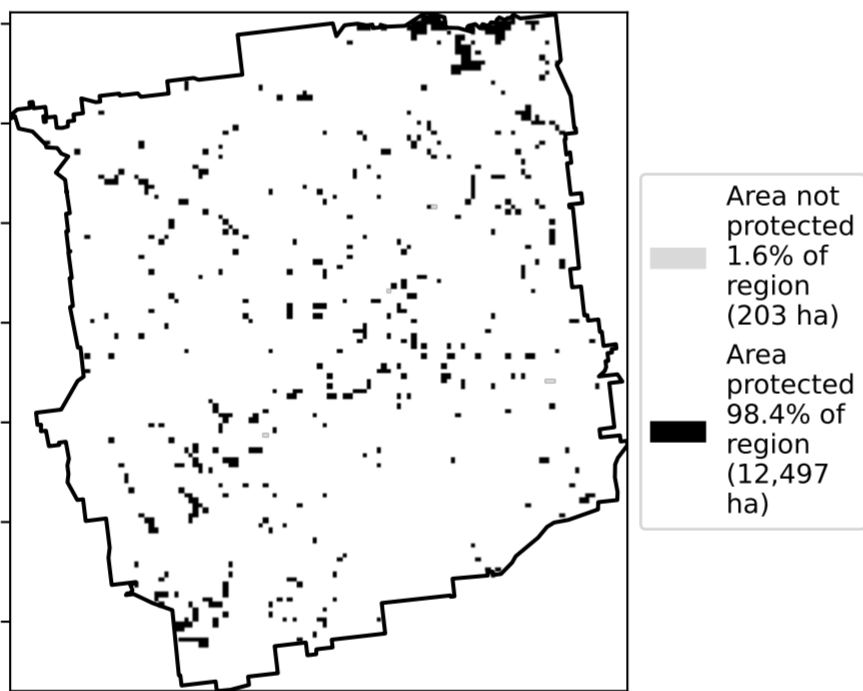 Area not
protected
1.6% of
region
(203 ha)
Area
protected
98.4% of
region
(12,497
ha)